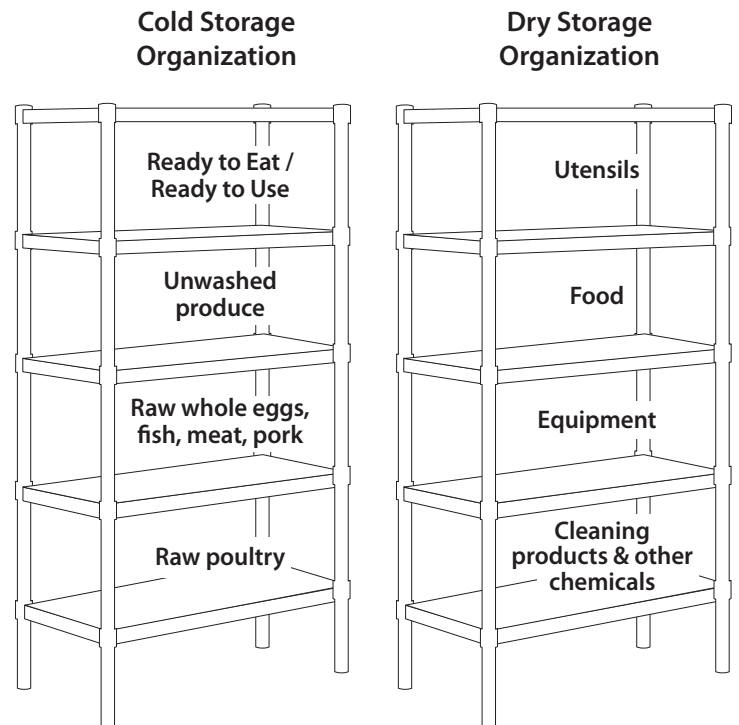 Cold Storage
Organization
Ready to Eat /
Ready to Use
Unwashed
produce
Raw whole eggs,
fish, meat, pork
Raw poultry
Dry Storage
Organization
Utensils
Food
Equipment
Cleaning
products & other
chemicals